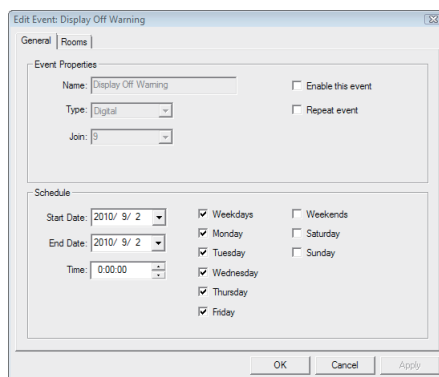 Edit Event: Display Off Warning
General Rooms
Event Properties
Name: Display Off Warning Enable this event
Type: Digital Repeat event
Join: 9
Schedule
Start Date: 2010/ 9/ 2 Weekdays Weekends
Monday Saturday
End Date: 2010/ 9/ 2 Tuesday Sunday
Time: 0:00:00 Wednesday
Thursday
Friday
OK Cancel Apply